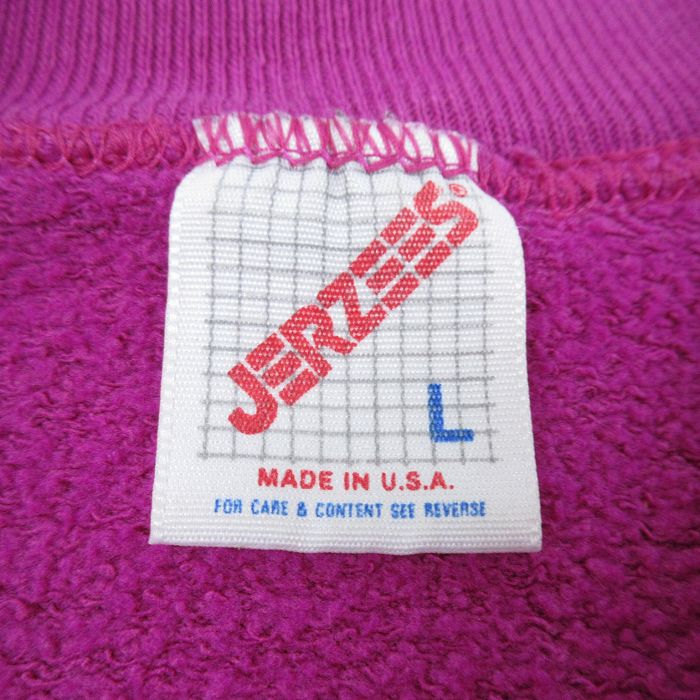 JERZEES®
L
MADE IN U.S.A.
FOR CARE & CONTENT SEE REVERSE